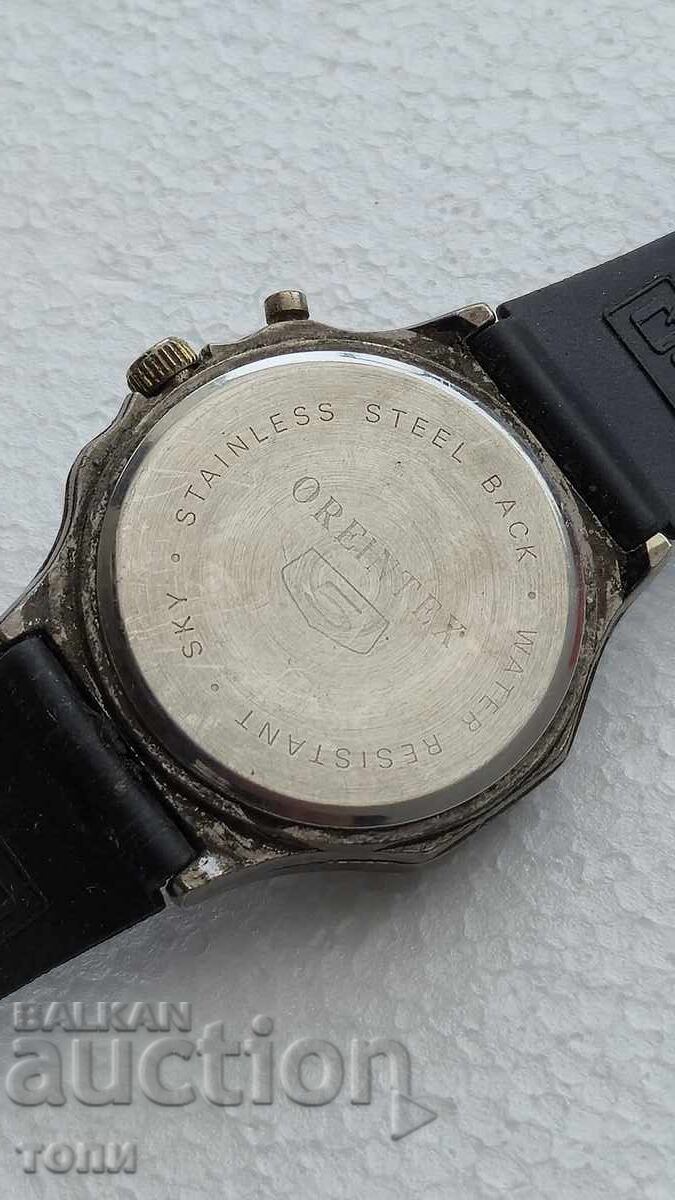 STAINLESS STEEL BACK • WATER RESISTANT • SKY •
OREINTEX
BALKAN
auction
топи